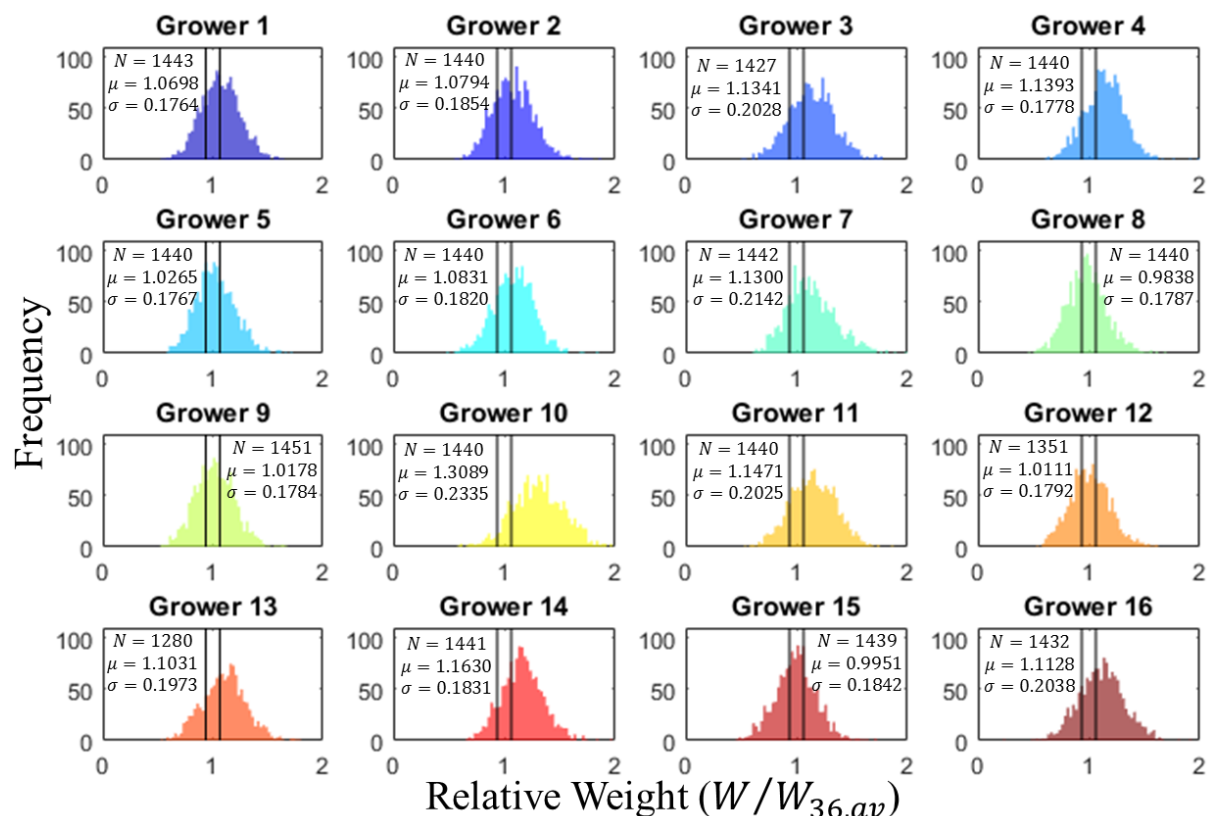 Grower 1 Grower 2 Grower 3 Grower 4
100 N = 1443 100 N = 1440 100 N = 1427 100 N = 1440
μ = 1.0698 μ = 1.0794 μ = 1.1341 μ = 1.1393
50 σ = 0.1764 50 σ = 0.1854 50 σ = 0.2028 50 σ = 0.1778
0 0 0 0
0 1 2 0 1 2 0 1 2 0 1 2
Grower 5 Grower 6 Grower 7 Grower 8
100 N = 1440 100 N = 1440 100 N = 1442 100 N = 1440
μ = 1.0265 μ = 1.0831 μ = 1.1300 μ = 0.9838
50 σ = 0.1767 50 σ = 0.1820 50 σ = 0.2142 50 σ = 0.1787
0 0 0 0
0 1 2 0 1 2 0 1 2 0 1 2
Frequency
Grower 9 Grower 10 Grower 11 Grower 12
100 N = 1451 100 N = 1440 100 N = 1440 100 N = 1351
μ = 1.0178 μ = 1.3089 μ = 1.1471 μ = 1.0111
50 σ = 0.1784 50 σ = 0.2335 50 σ = 0.2025 50 σ = 0.1792
0 0 0 0
0 1 2 0 1 2 0 1 2 0 1 2
Grower 13 Grower 14 Grower 15 Grower 16
100 N = 1280 100 N = 1441 100 N = 1439 100 N = 1432
μ = 1.1031 μ = 1.1630 μ = 0.9951 μ = 1.1128
50 σ = 0.1973 50 σ = 0.1831 50 σ = 0.1842 50 σ = 0.2038
0 0 0 0
0 1 2 0 1 2 0 1 2 0 1 2
Relative Weight (W/W36,av)